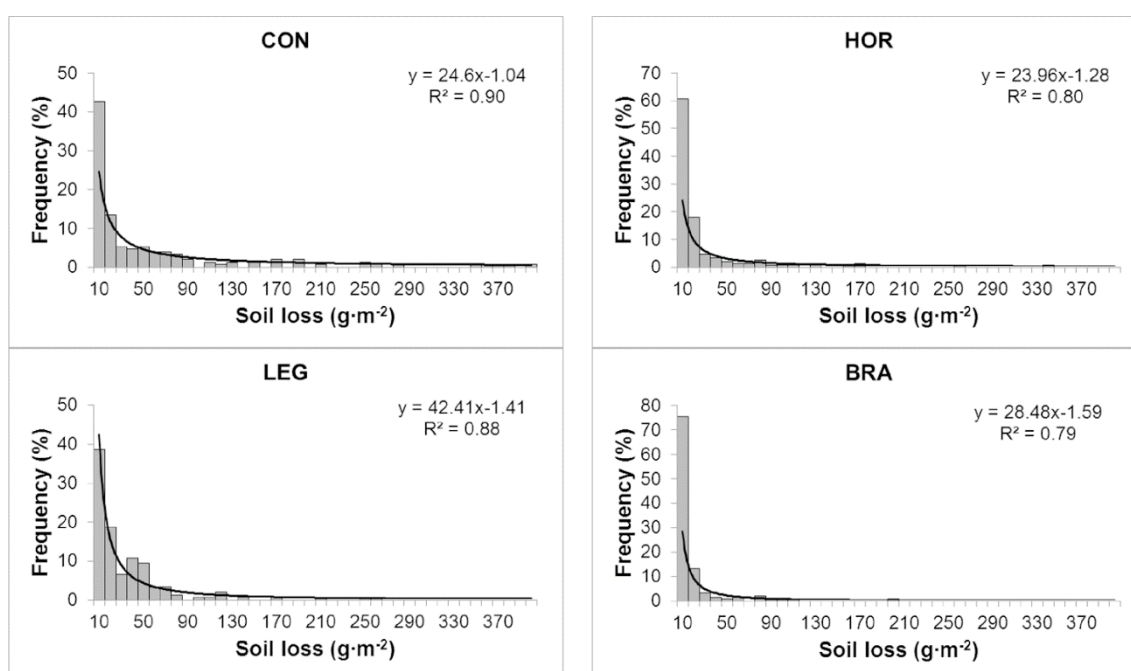 CON
y = 24.6x-1.04
R² = 0.90
Frequency (%)
50
40
30
20
10
0
10 50 90 130 170 210 250 290 330 370
Soil loss (g·m-2)
HOR
y = 23.96x-1.28
R² = 0.80
Frequency (%)
70
60
50
40
30
20
10
0
10 50 90 130 170 210 250 290 330 370
Soil loss (g·m-2)
LEG
y = 42.41x-1.41
R² = 0.88
Frequency (%)
50
40
30
20
10
0
10 50 90 130 170 210 250 290 330 370
Soil loss (g·m-2)
BRA
y = 28.48x-1.59
R² = 0.79
Frequency (%)
80
70
60
50
40
30
20
10
0
10 50 90 130 170 210 250 290 330 370
Soil loss (g·m-2)